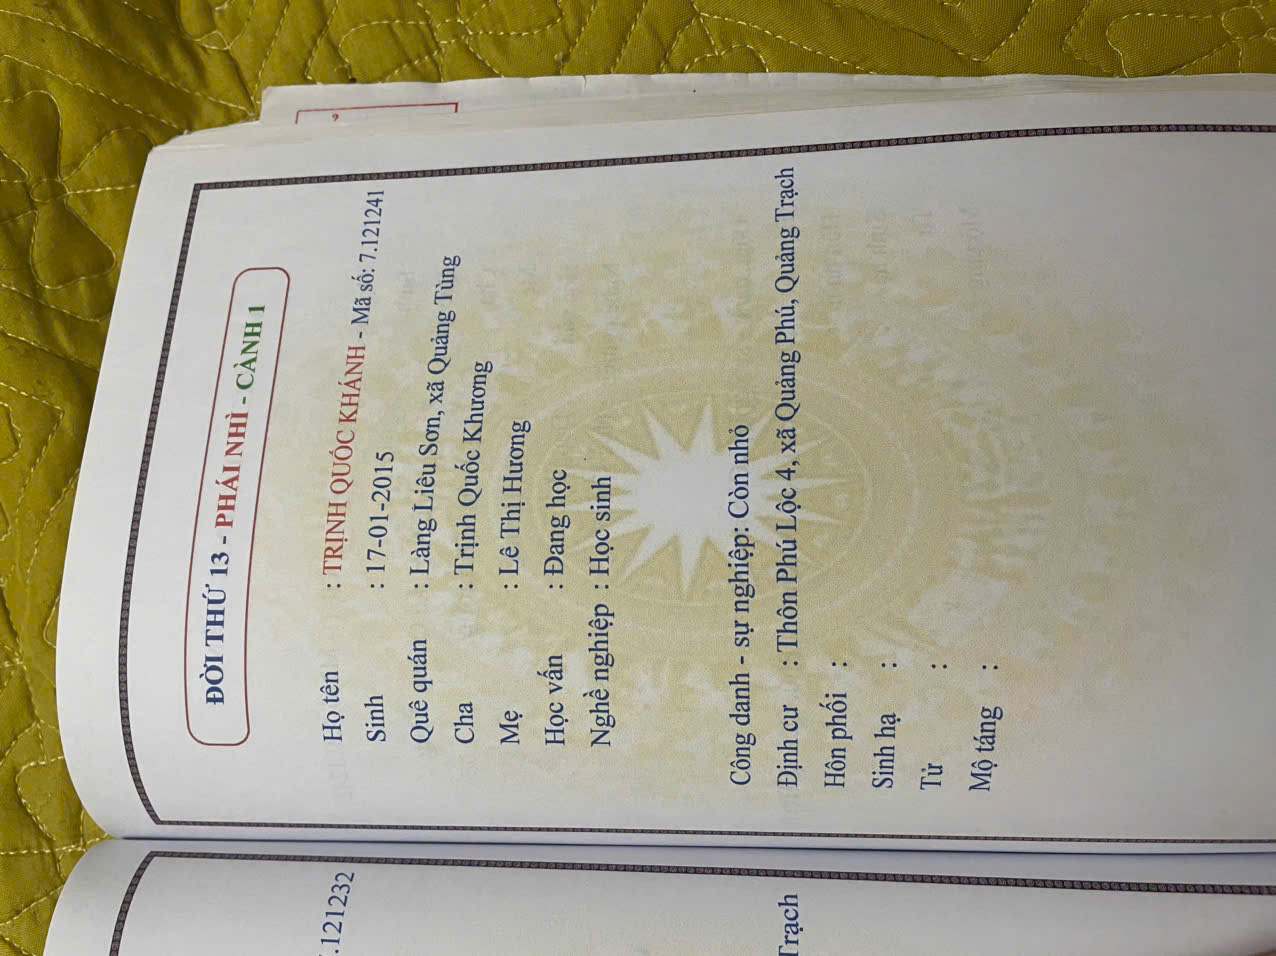 ĐỜI THỨ 13 - PHÁI NHÌ - CÀNH 1
Họ tên : TRỊNH QUỐC KHÁNH - Mã số: 7.121241
Sinh : 17-01-2015
Quê quán : Làng Liêu Sơn, xã Quảng Tùng
Cha : Trịnh Quốc Khương
Mẹ : Lê Thị Hương
Học vấn : Đang học
Nghề nghiệp : Học sinh
Công danh - sự nghiệp: Còn nhỏ
Định cư : Thôn Phú Lộc 4, xã Quảng Phú, Quảng Trạch
Hôn phối :
Sinh hạ :
Tử :
Mộ táng :
.121232
Trạch